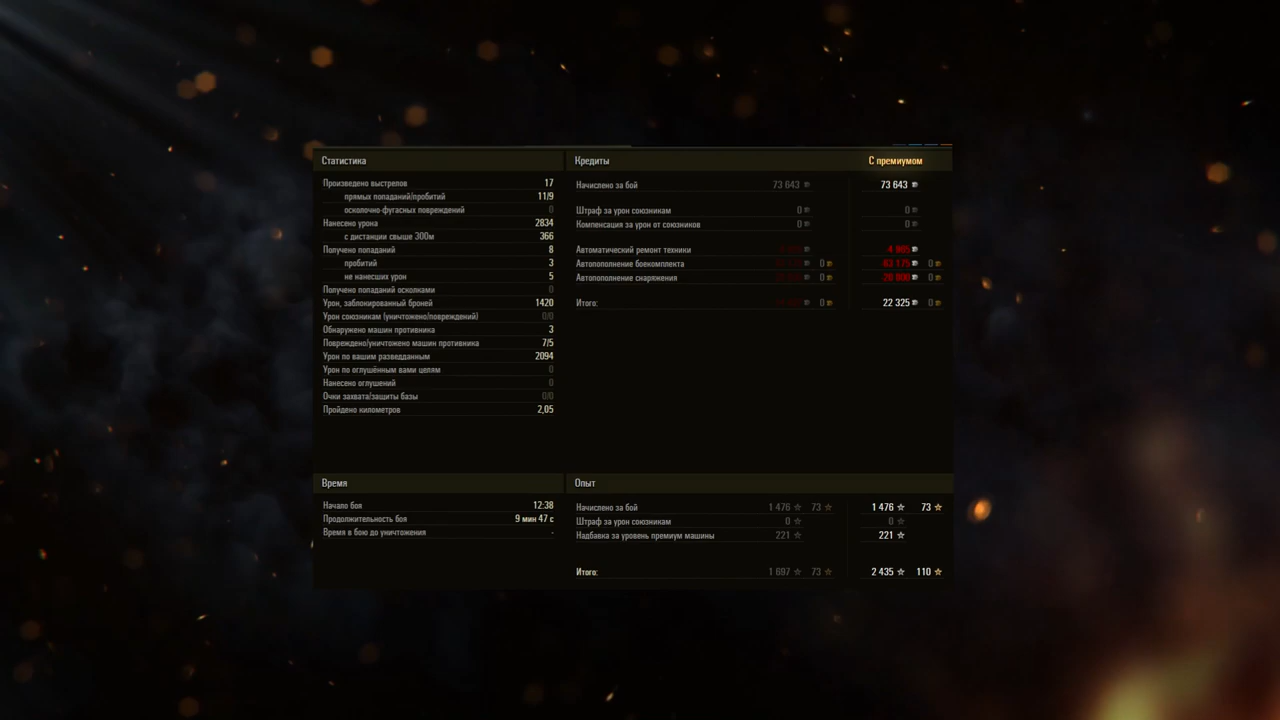 Статистика
Произведено выстрелов 17
прямых попаданий/пробитий 11/9
осколочно-фугасных повреждений 0
Нанесено урона 2834
с дистанции свыше 300м 366
Получено попаданий 8
пробитий 3
не нанесших урон 5
Получено попаданий осколками 0
Урон, заблокированный броней 1420
Урон союзникам (уничтожено/повреждений) 0/0
Обнаружено машин противника 3
Повреждено/уничтожено машин противника 7/5
Урон по вашим разведданным 2094
Урон по оглушённым вами целям 0
Нанесено оглушений 0
Очки захвата/защиты базы 0/0
Пройдено километров 2,05
Кредиты С премиумом
Начислено за бой 73 643 73 643
Штраф за урон союзникам 0 0
Компенсация за урон от союзников 0 0
Автоматический ремонт техники
Автопополнение боекомплекта 0 0
Автопополнение снаряжения 0 0
Итого: 0 22 325 0
Время
Начало боя 12:38
Продолжительность боя 9 мин 47 с
Время в бою до уничтожения -
Опыт
Начислено за бой 1 476 73 1 476 73
Штраф за урон союзникам 0 0
Надбавка за уровень премиум машины 221 221
Итого: 1 697 73 2 435 110